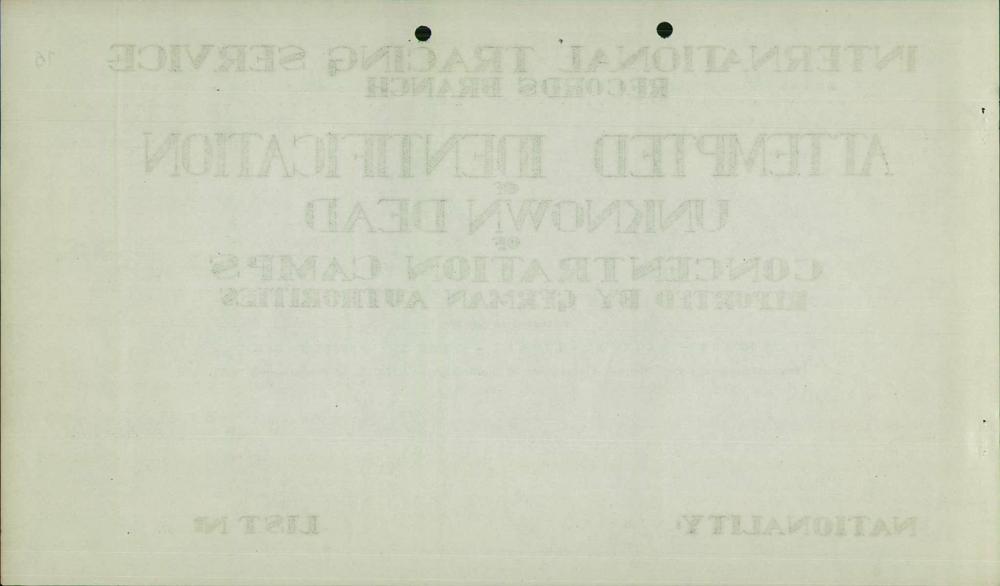 INTERNATIONAL TRACING SERVICE
RECORDS BRANCH
ATTEMPTED IDENTIFICATION
OF
UNKNOWN DEAD
OF
CONCENTRATION CAMPS
REPORTED BY GERMAN AUTHORITIES
NATIONALITY: LIST Nº